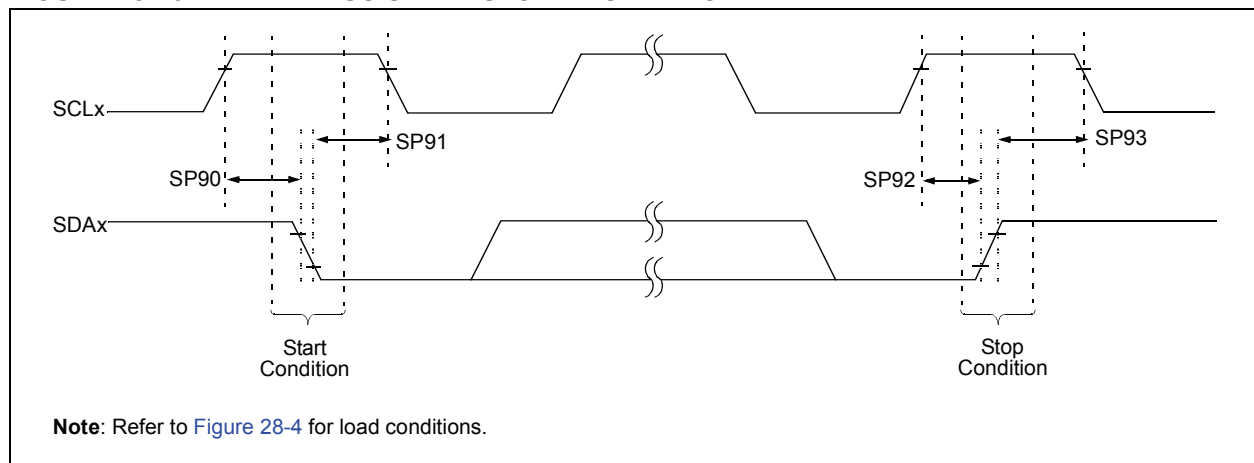 SCLx
SP91
SP93
SP90
SP92
SDAx
Start
Condition
Stop
Condition
Note: Refer to Figure 28-4 for load conditions.